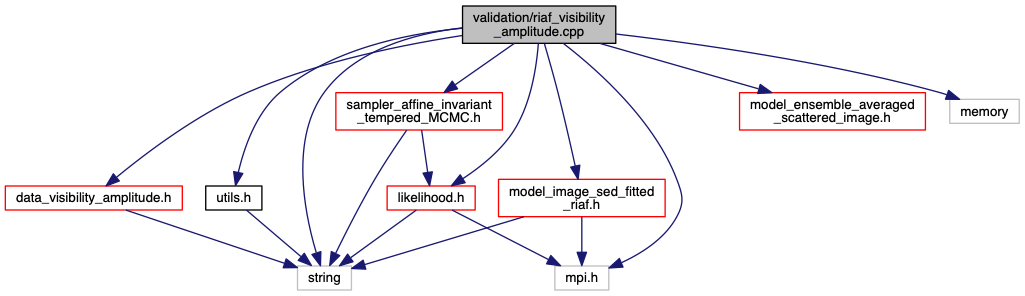 validation/riaf_visibility
_amplitude.cpp
sampler_affine_invariant
_tempered_MCMC.h
model_ensemble_averaged
_scattered_image.h
memory
data_visibility_amplitude.h
utils.h
likelihood.h
model_image_sed_fitted
_riaf.h
string
mpi.h